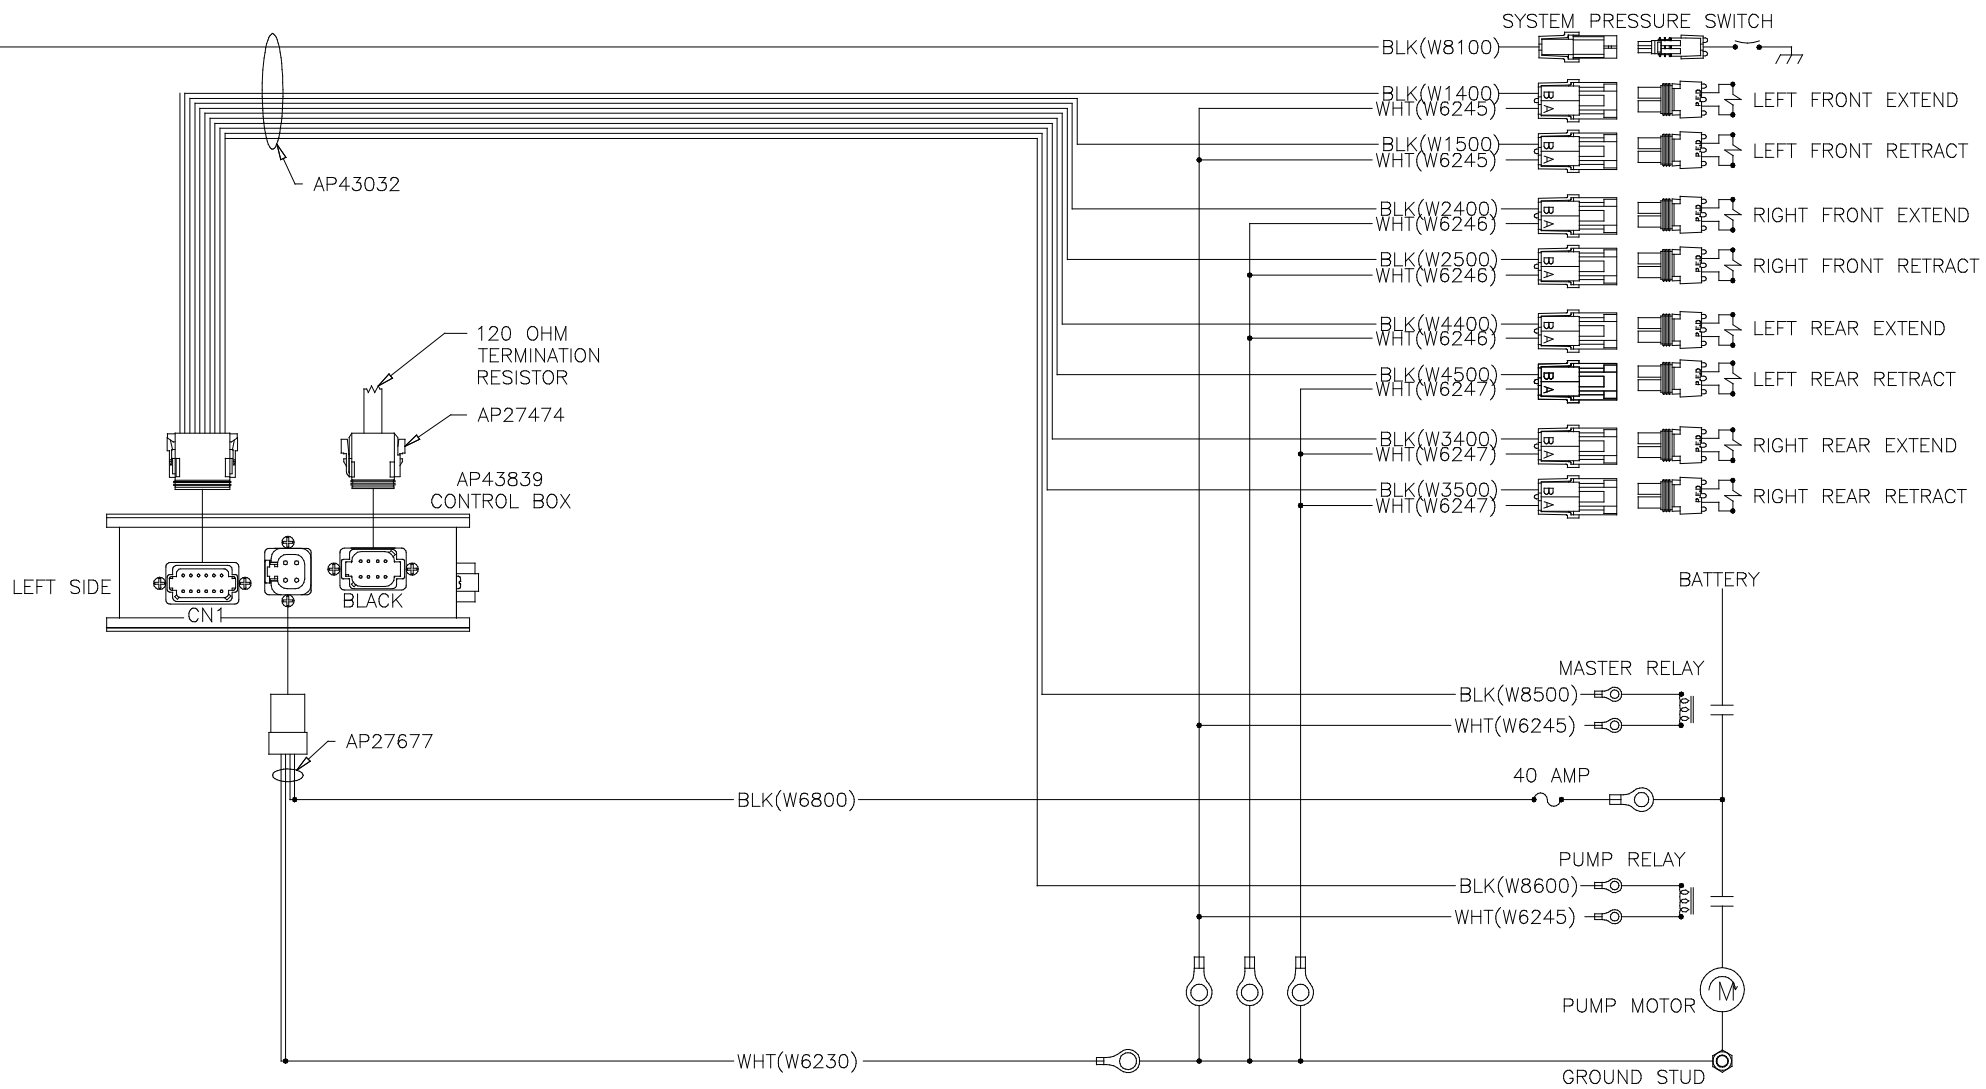 SYSTEM PRESSURE SWITCH
BLK(W8100)
BLK(W1400)
WHT(W6245)
B
A
LEFT FRONT EXTEND
BLK(W1500)
WHT(W6245)
B
A
LEFT FRONT RETRACT
AP43032
BLK(W2400)
WHT(W6246)
B
A
RIGHT FRONT EXTEND
BLK(W2500)
WHT(W6246)
B
A
RIGHT FRONT RETRACT
BLK(W4400)
WHT(W6246)
B
A
LEFT REAR EXTEND
120 OHM
TERMINATION
RESISTOR
BLK(W4500)
WHT(W6247)
B
A
LEFT REAR RETRACT
AP27474
BLK(W3400)
WHT(W6247)
B
A
RIGHT REAR EXTEND
AP43839
CONTROL BOX
BLK(W3500)
WHT(W6247)
B
A
RIGHT REAR RETRACT
LEFT SIDE
CN1
BLACK
BATTERY
MASTER RELAY
BLK(W8500)
WHT(W6245)
AP27677
40 AMP
BLK(W6800)
PUMP RELAY
BLK(W8600)
WHT(W6245)
M
PUMP MOTOR
WHT(W6230)
GROUND STUD